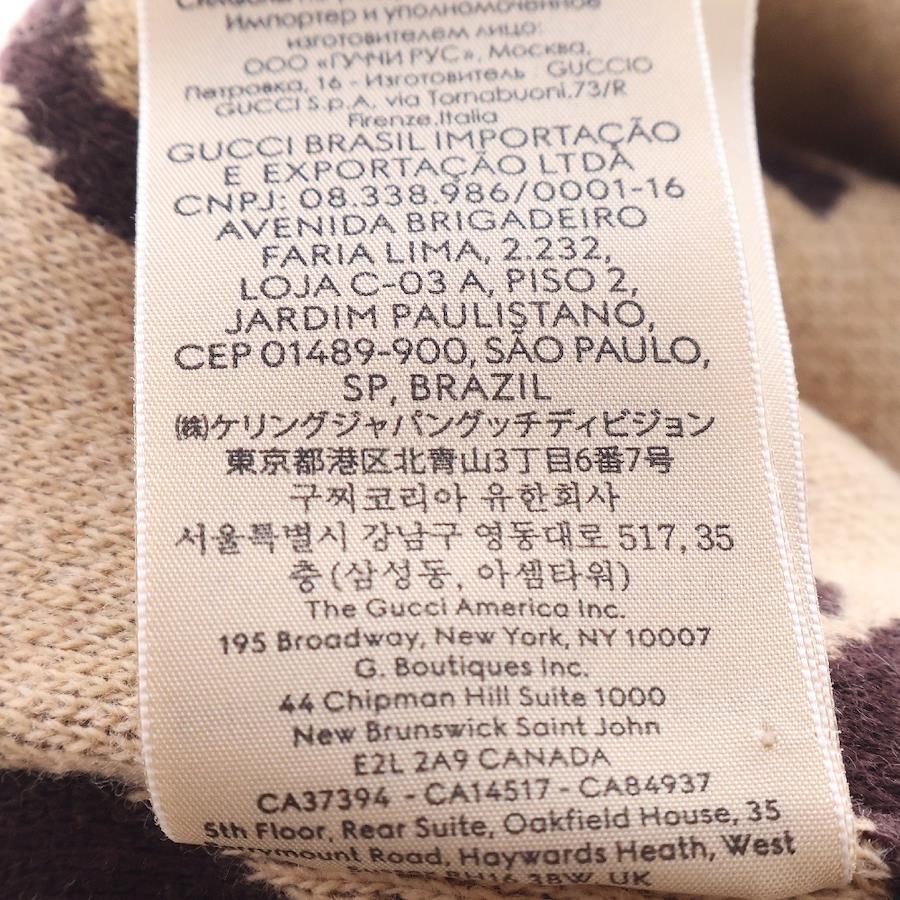 Импортер и уполномоченное
изготовителем лицо:
ООО «ГУЧЧИ РУС», Москва,
Петровка, 16 - Изготовитель : GUCCIO
GUCCI S.p.A, via Tornabuoni.73/R
Firenze.Italia
GUCCI BRASIL IMPORTAÇÃO
E EXPORTAÇÃO LTDA
CNPJ: 08.338.986/0001-16
AVENIDA BRIGADEIRO
FARIA LIMA, 2.232,
LOJA C-03 A, PISO 2,
JARDIM PAULISTANO,
CEP 01489-900, SÃO PAULO,
SP, BRAZIL
㈱ケリングジャパングッチディビジョン
東京都港区北青山3丁目6番7号
구찌코리아 유한회사
서울특별시 강남구 영동대로 517, 35
층(삼성동, 아셈타워)
The Gucci America Inc.
195 Broadway, New York, NY 10007
G. Boutiques Inc.
44 Chipman Hill Suite 1000
New Brunswick Saint John
E2L 2A9 CANADA
CA37394 - CA14517 - CA84937
5th Floor, Rear Suite, Oakfield House, 35
Road, Haywards Heath, West
RH16 3BW, UK